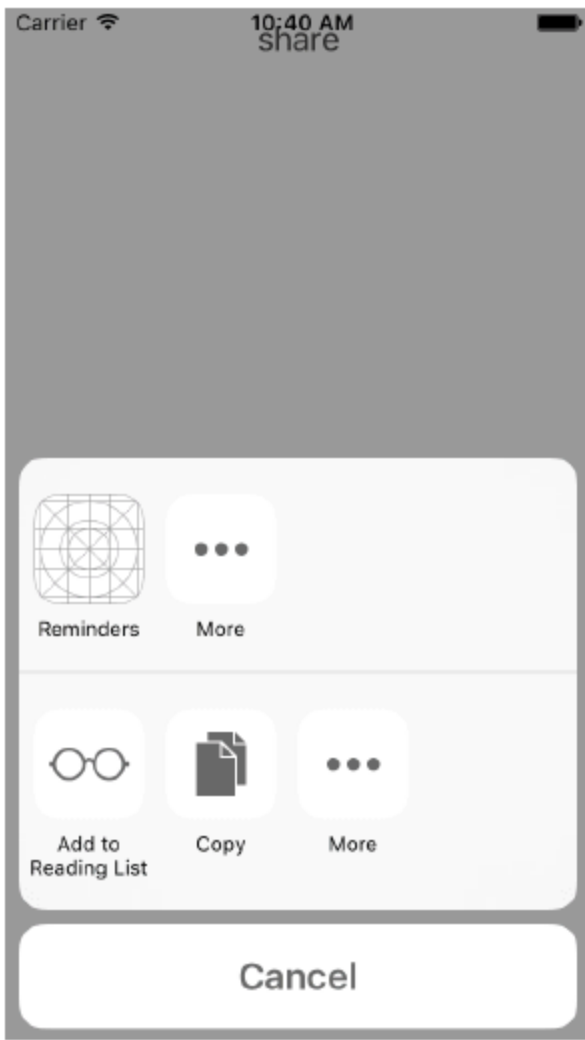 Carrier 10:40 AM
share
Reminders More
Add to Copy More
Reading List
Cancel